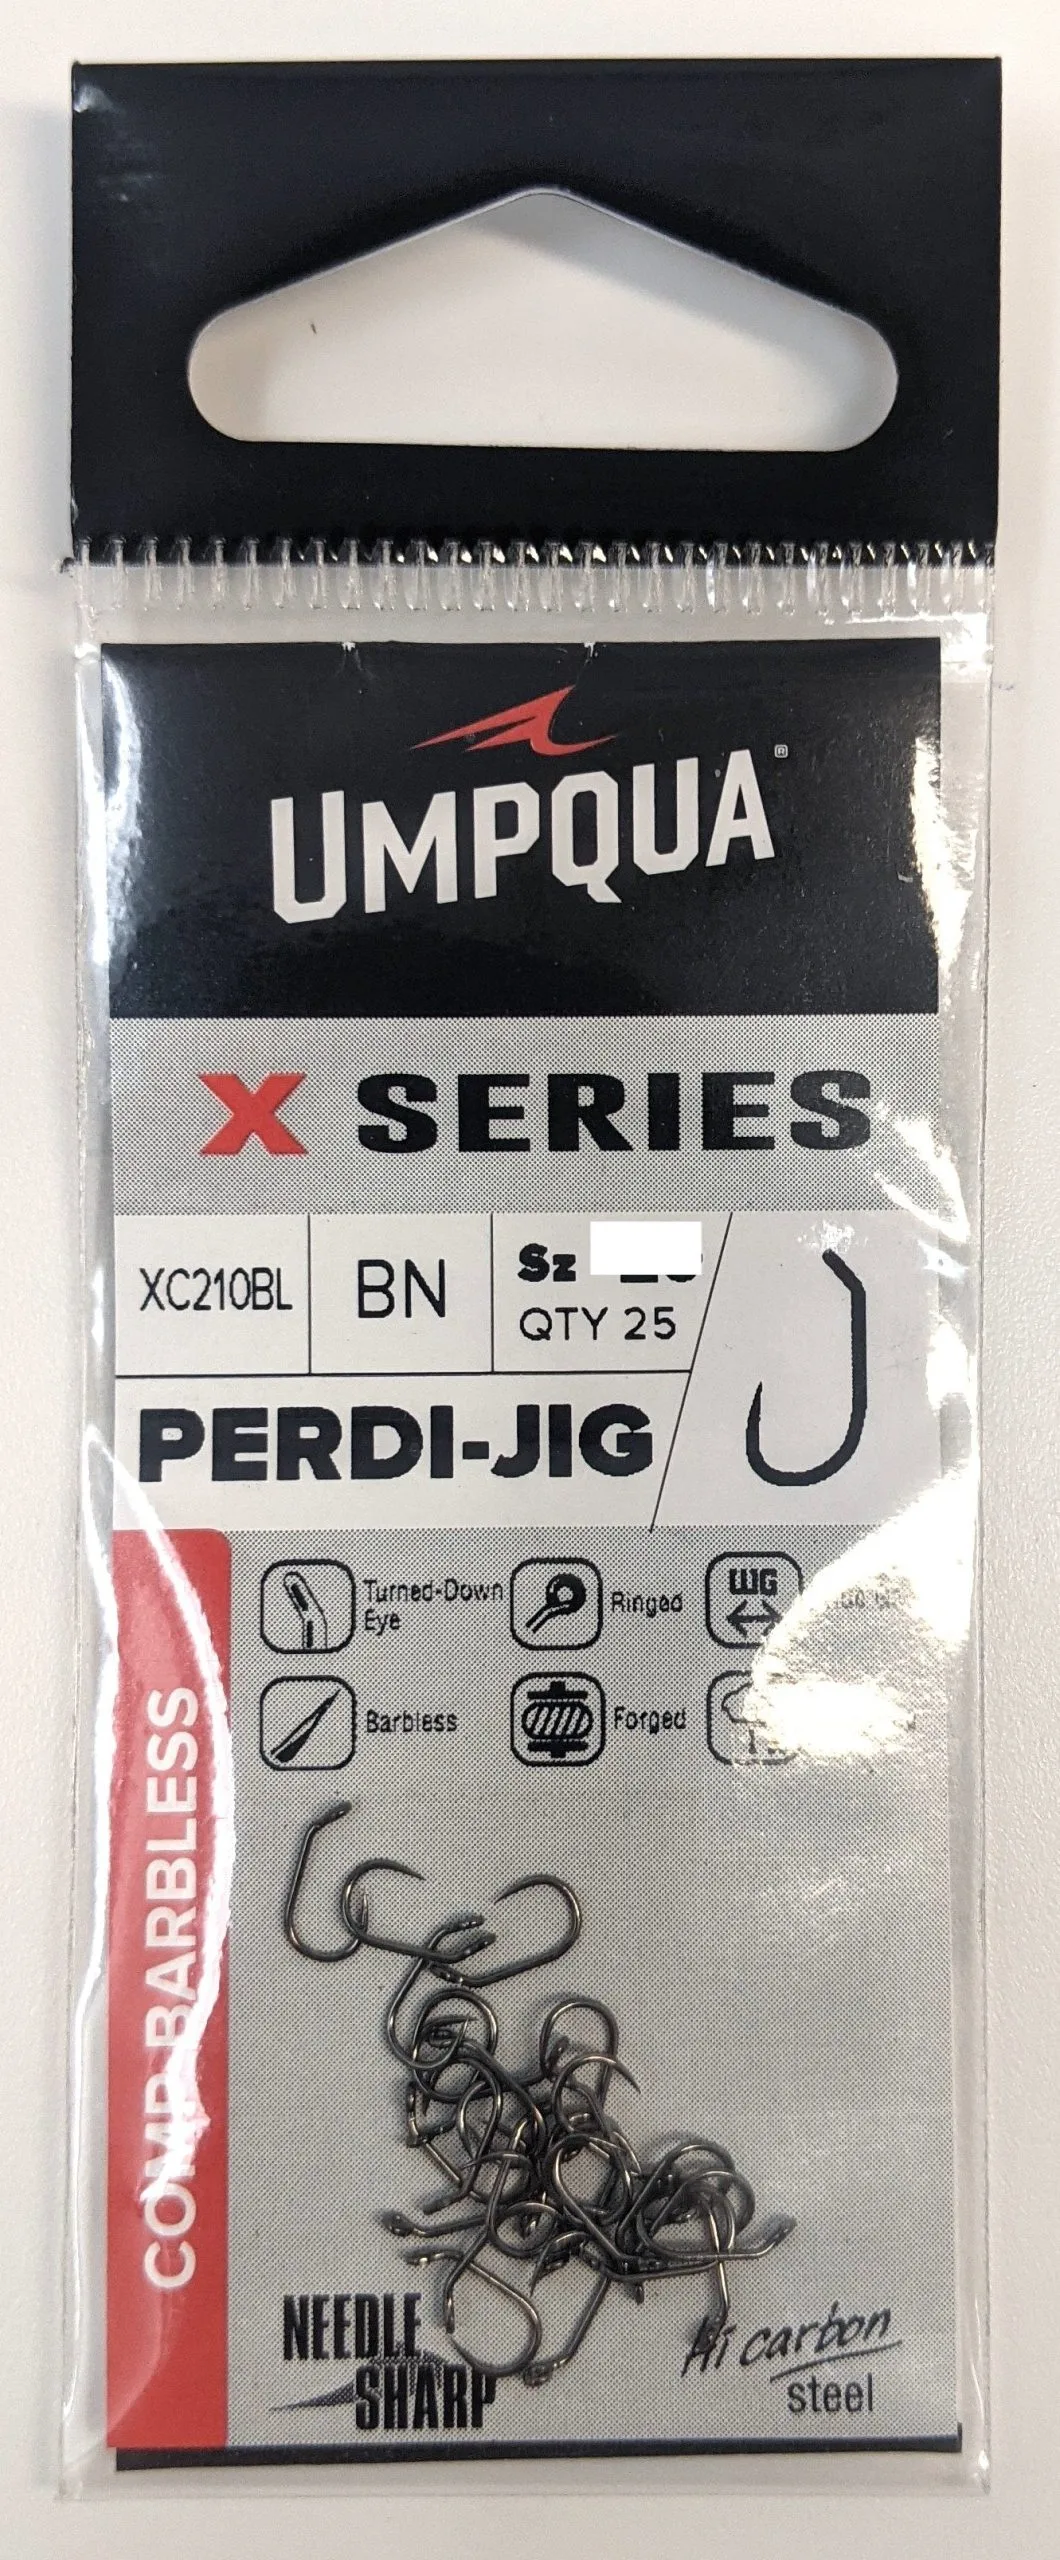 UMPQUA®
X SERIES
XC210BL
BN
Sz
QTY 25
PERDI-JIG
Turned-Down
Eye
Ringed
WG
Barbless
Forged
COMP BARBLESS
NEEDLE
SHARP
Hi carbon
steel